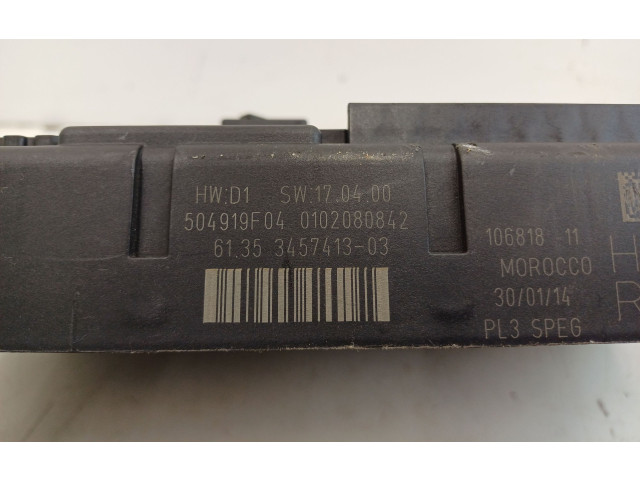 HW:D1 SW:17.04.00
504919F04 0102080842
61.35 3457413-03
106818 -11
MOROCCO
30/01/14
PL3 SPEG
H
R